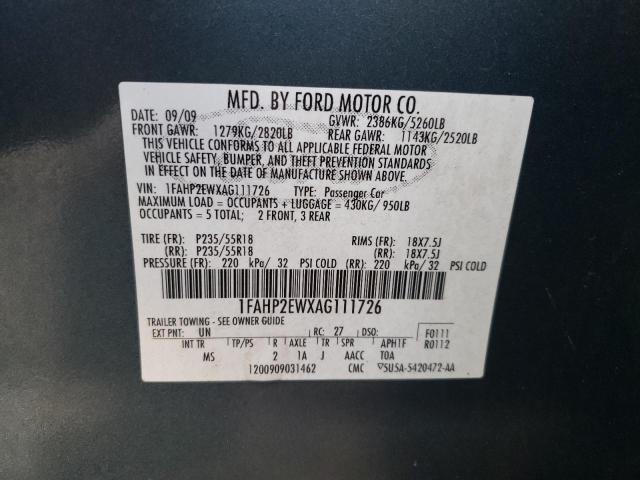 MFD. BY FORD MOTOR CO.
DATE: 09/09 GVWR: 2386KG/5260LB
FRONT GAWR: 1279KG/2820LB REAR GAWR: 1143KG/2520LB
THIS VEHICLE CONFORMS TO ALL APPLICABLE FEDERAL MOTOR
VEHICLE SAFETY, BUMPER, AND THEFT PREVENTION STANDARDS
IN EFFECT ON THE DATE OF MANUFACTURE SHOWN ABOVE.
VIN: 1FAHP2EWXAG111726 TYPE: Passenger Car
MAXIMUM LOAD = OCCUPANTS + LUGGAGE = 430KG/ 950LB
OCCUPANTS = 5 TOTAL; 2 FRONT, 3 REAR
TIRE (FR): P235/55R18 RIMS (FR): 18X7.5J
(RR): P235/55R18 (RR): 18X7.5J
PRESSURE (FR): 220 kPa/ 32 PSI COLD (RR): 220 kPa/ 32 PSI COLD
1FAHP2EWXAG111726
TRAILER TOWING - SEE OWNER GUIDE
EXT PNT: UN RC: 27 DSO: F0111
INT TR TP/PS R AXLE TR SPR APH1F R0112
MS 2 1A J AACC TOA
1200909031462 CMC 5U5A-5420472-AA